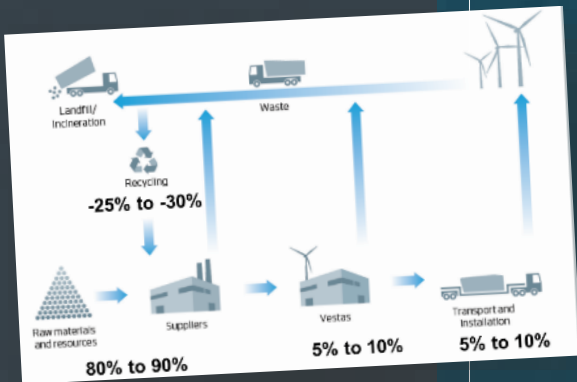 Landfill/
Incineration
Waste
Recycling
-25% to -30%
Raw materials
and resources
Suppliers
Vestas
Transport and
Installation
80% to 90%
5% to 10%
5% to 10%